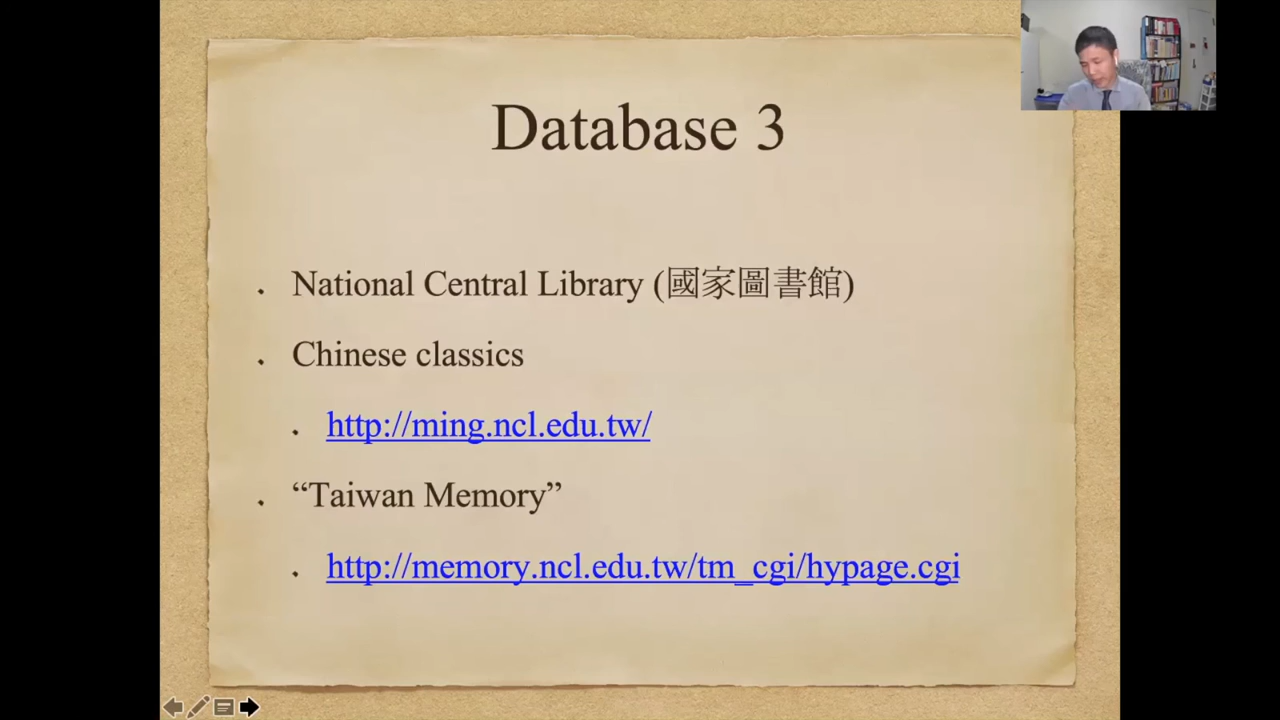 Database 3
National Central Library (國家圖書館)
Chinese classics
http://ming.ncl.edu.tw/
“Taiwan Memory”
http://memory.ncl.edu.tw/tm_cgi/hypage.cgi